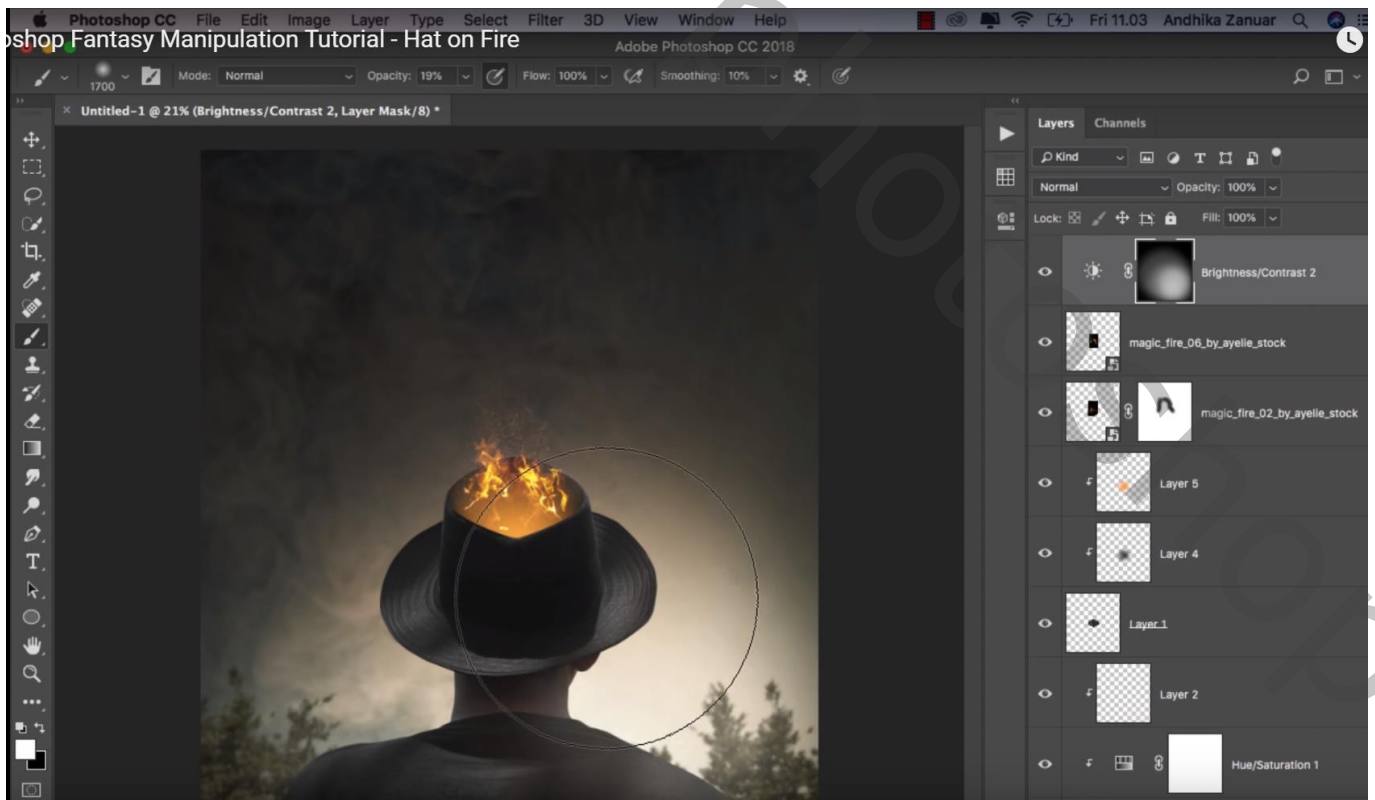 Photoshop CC File Edit Image Layer Type Select Filter 3D View Window Help Fri 11.03 Andhika Zanuar
oshop Fantasy Manipulation Tutorial - Hat on Fire
Adobe Photoshop CC 2018
1700 Mode: Normal Opacity: 19% Flow: 100% Smoothing: 10%
× Untitled-1 @ 21% (Brightness/Contrast 2, Layer Mask/8) *
Layers Channels
Kind
Normal Opacity: 100%
Lock: Fill: 100%
Brightness/Contrast 2
magic_fire_06_by_ayelie_stock
magic_fire_02_by_ayelie_stock
Layer 5
Layer 4
Layer 1
Layer 2
Hue/Saturation 1